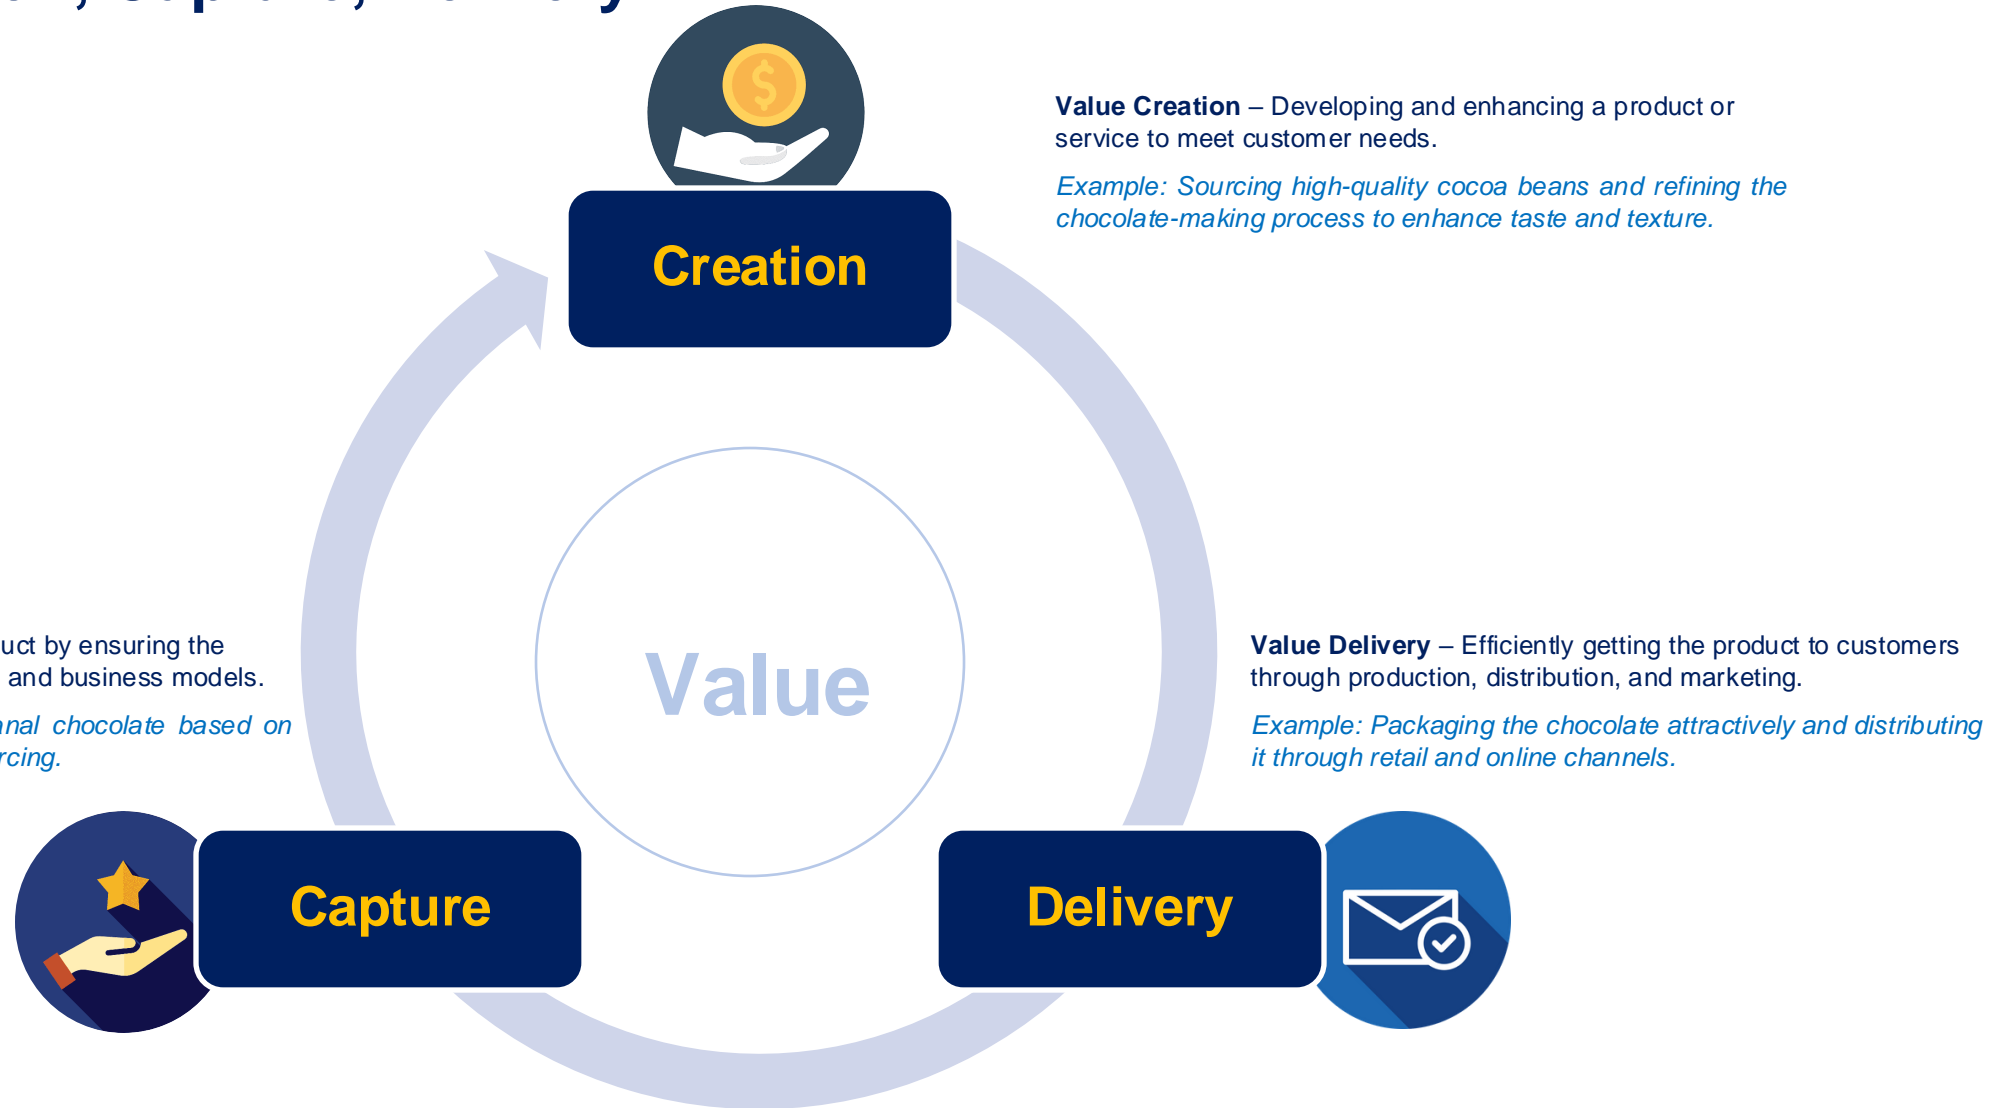 Value Creation – Developing and enhancing a product or
service to meet customer needs.
Example: Sourcing high-quality cocoa beans and refining the
chocolate-making process to enhance taste and texture.
Creation
Value
by ensuring the
and business models.
chocolate based on
Value Delivery – Efficiently getting the product to customers
through production, distribution, and marketing.
Example: Packaging the chocolate attractively and distributing
it through retail and online channels.
Capture
Delivery